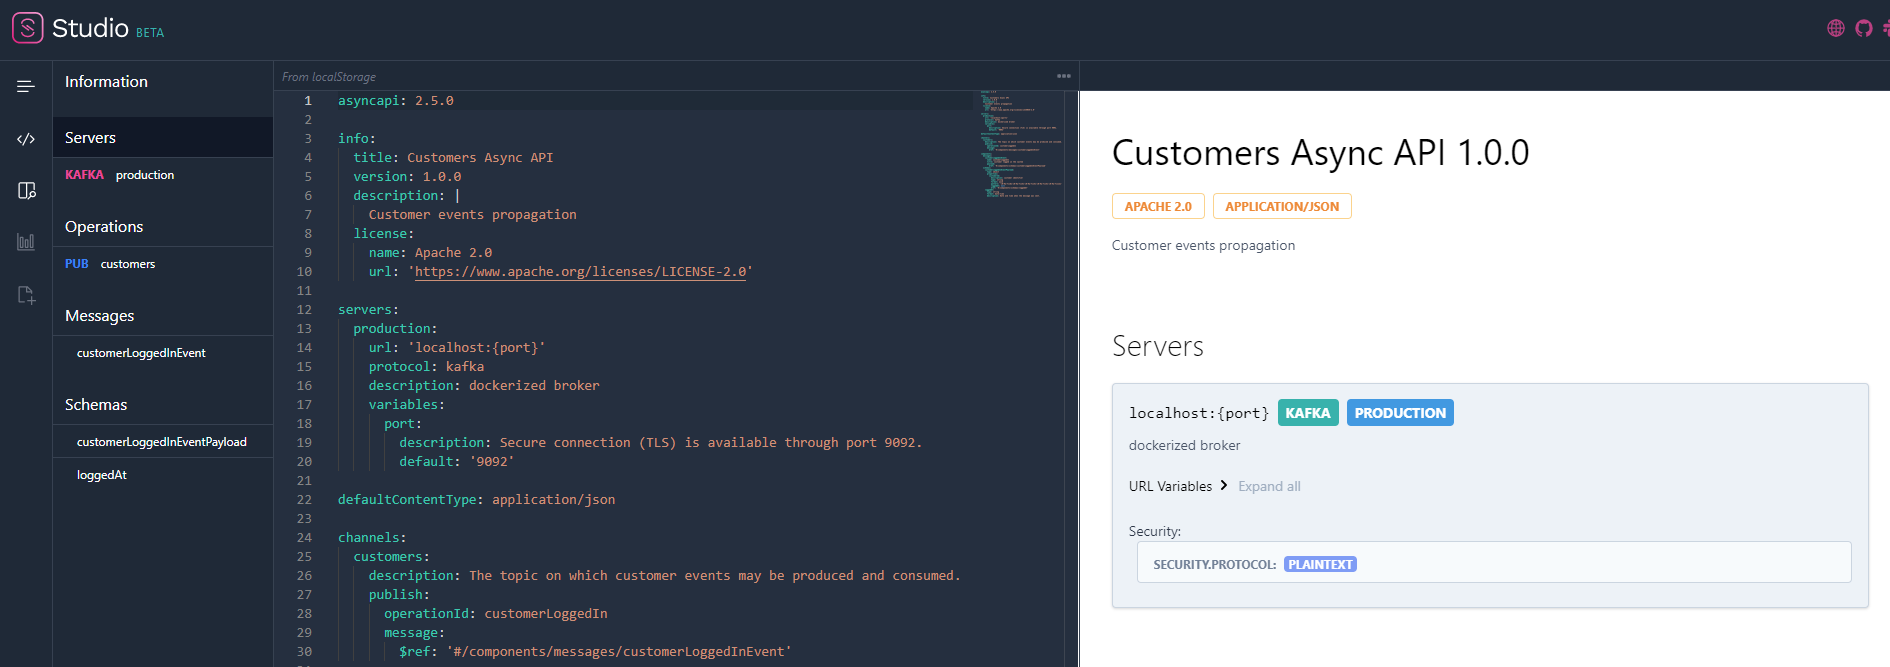 Studio BETA
Information
Servers
KAFKA production
Operations
PUB customers
Messages
customerLoggedInEvent
Schemas
customerLoggedInEventPayload
loggedAt
From localStorage
1 asyncapi: 2.5.0
2
3 info:
4 title: Customers Async API
5 version: 1.0.0
6 description: |
7 Customer events propagation
8 license:
9 name: Apache 2.0
10 url: 'https://www.apache.org/licenses/LICENSE-2.0'
11
12 servers:
13 production:
14 url: 'localhost:{port}'
15 protocol: kafka
16 description: dockerized broker
17 variables:
18 port:
19 description: Secure connection (TLS) is available through port 9092.
20 default: '9092'
21
22 defaultContentType: application/json
23
24 channels:
25 customers:
26 description: The topic on which customer events may be produced and consumed.
27 publish:
28 operationId: customerLoggedIn
29 message:
30 $ref: '#/components/messages/customerLoggedInEvent'
Customers Async API 1.0.0
APACHE 2.0 APPLICATION/JSON
Customer events propagation
Servers
localhost:{port} KAFKA PRODUCTION
dockerized broker
URL Variables Expand all
Security:
SECURITY.PROTOCOL: PLAINTEXT